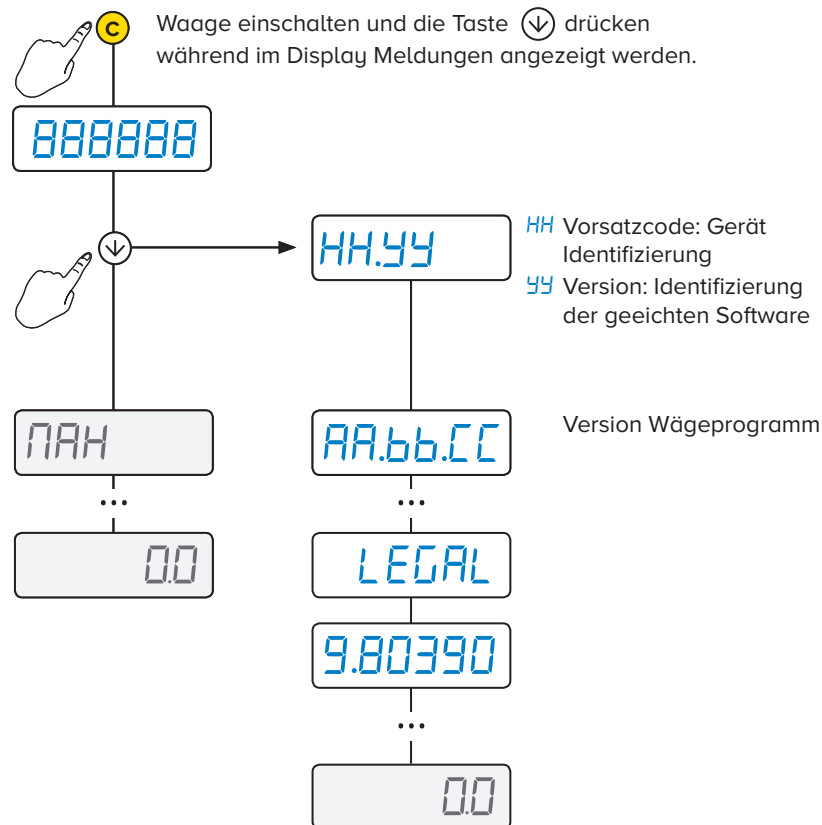 C
Waage einschalten und die Taste ↓ drücken
während im Display Meldungen angezeigt werden.
888888
↓
HH.yy
HH Vorsatzcode: Gerät
Identifizierung
yy Version: Identifizierung
der geeichten Software
MAH
AA.bb.CC
Version Wägeprogramm
...
...
0.0
LEGAL
9.80390
...
0.0